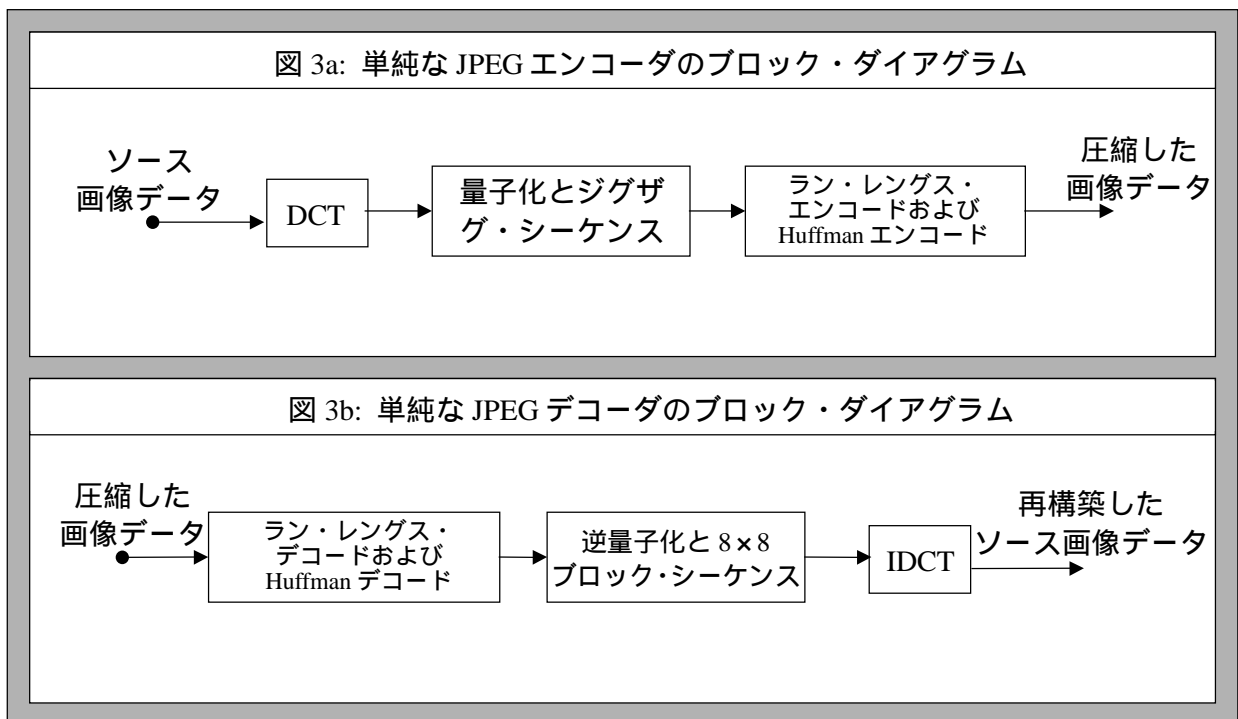 図 3a: 単純な JPEG エンコーダのブロック・ダイアグラム
ソース
画像データ
DCT
量子化とジグザ
グ・シーケンス
ラン・レングス・
エンコードおよび
Huffman エンコード
圧縮した
画像データ
図 3b: 単純な JPEG デコーダのブロック・ダイアグラム
圧縮した
画像データ
ラン・レングス・
デコードおよび
Huffman デコード
逆量子化と 8×8
ブロック・シーケンス
IDCT
再構築した
ソース画像データ